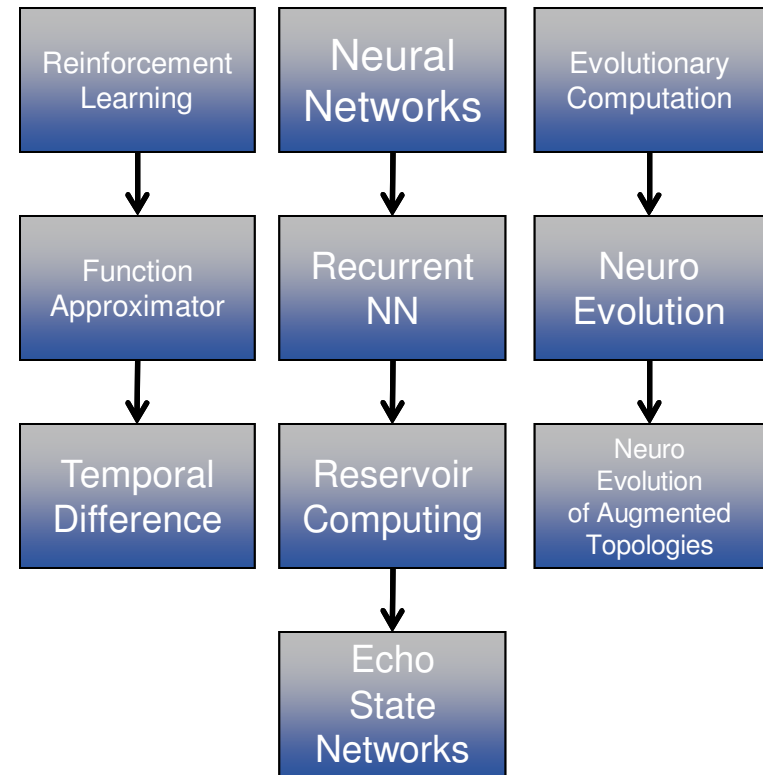 Reinforcement
Learning
Neural
Networks
Evolutionary
Computation
Function
Approximator
Recurrent
NN
Neuro
Evolution
Temporal
Difference
Reservoir
Computing
Neuro
Evolution
of Augmented
Topologies
Echo
State
Networks